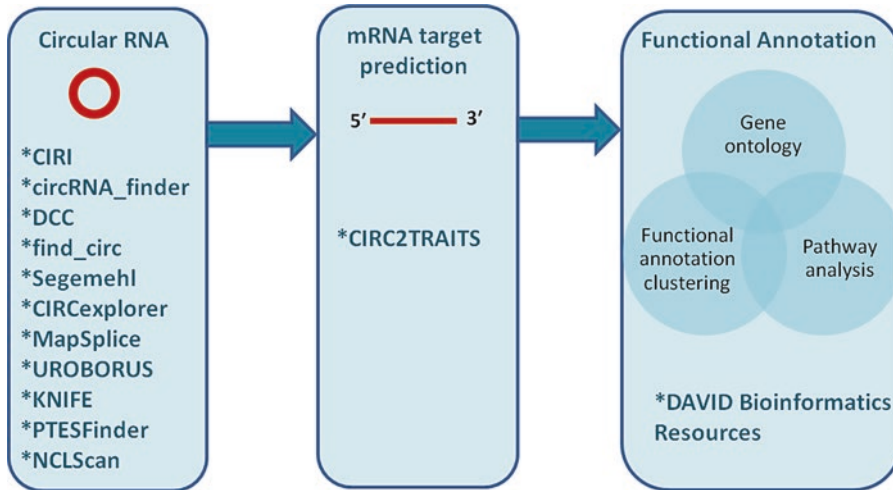 Circular RNA
*CIRI
*circRNA_finder
*DCC
*find_circ
*Segemehl
*CIRCexplorer
*MapSplice
*UROBORUS
*KNIFE
*PTESFinder
*NCLScan
mRNA target
prediction
5′ 3′
*CIRC2TRAITS
Functional Annotation
Gene
ontology
Functional
annotation
clustering
Pathway
analysis
*DAVID Bioinformatics
Resources